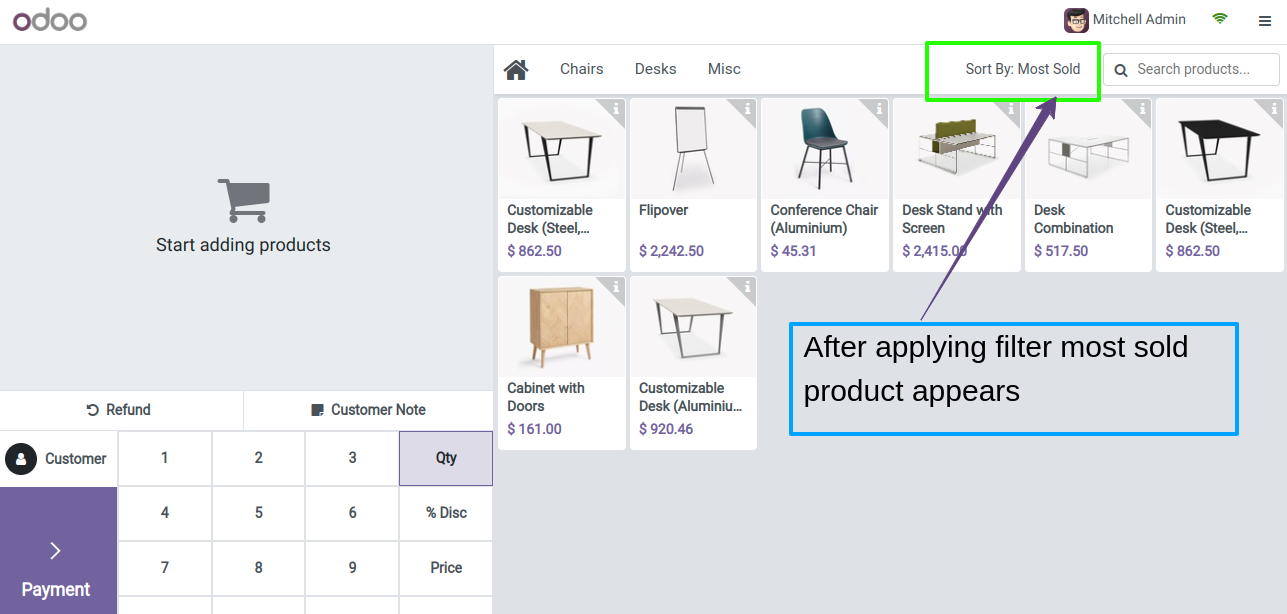 odoo
Mitchell Admin
Chairs Desks Misc Sort By: Most Sold Search products...
Start adding products
Customizable
Desk (Steel,...
$ 862.50
Flipover
$ 2,242.50
Conference Chair
(Aluminium)
$ 45.31
Desk Stand with
Screen
$ 2,415.00
Desk
Combination
$ 517.50
Customizable
Desk (Steel,...
$ 862.50
Cabinet with
Doors
$ 161.00
Customizable
Desk (Aluminiu...
$ 920.46
After applying filter most sold
product appears
Refund Customer Note
Customer 1 2 3 Qty
4 5 6 % Disc
7 8 9 Price
Payment